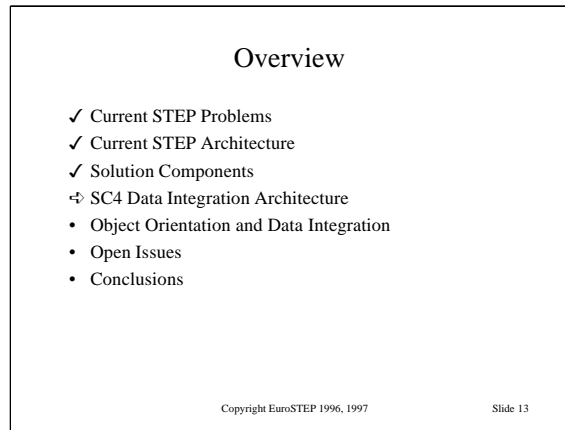 Overview
✓ Current STEP Problems
✓ Current STEP Architecture
✓ Solution Components
➪ SC4 Data Integration Architecture
• Object Orientation and Data Integration
• Open Issues
• Conclusions
Copyright EuroSTEP 1996, 1997 Slide 13